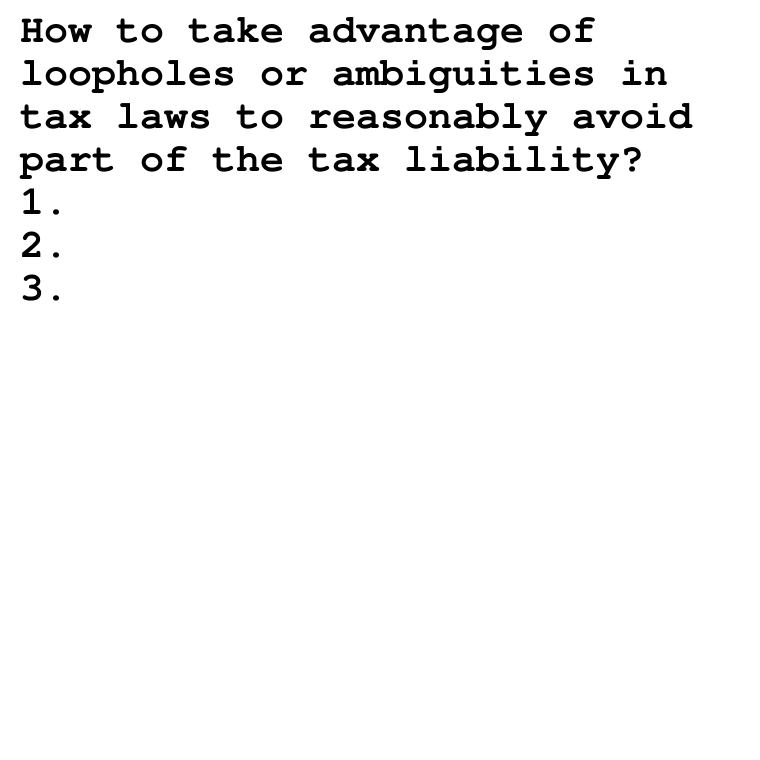 How to take advantage of
loopholes or ambiguities in
tax laws to reasonably avoid
part of the tax liability?
1.
2.
3.